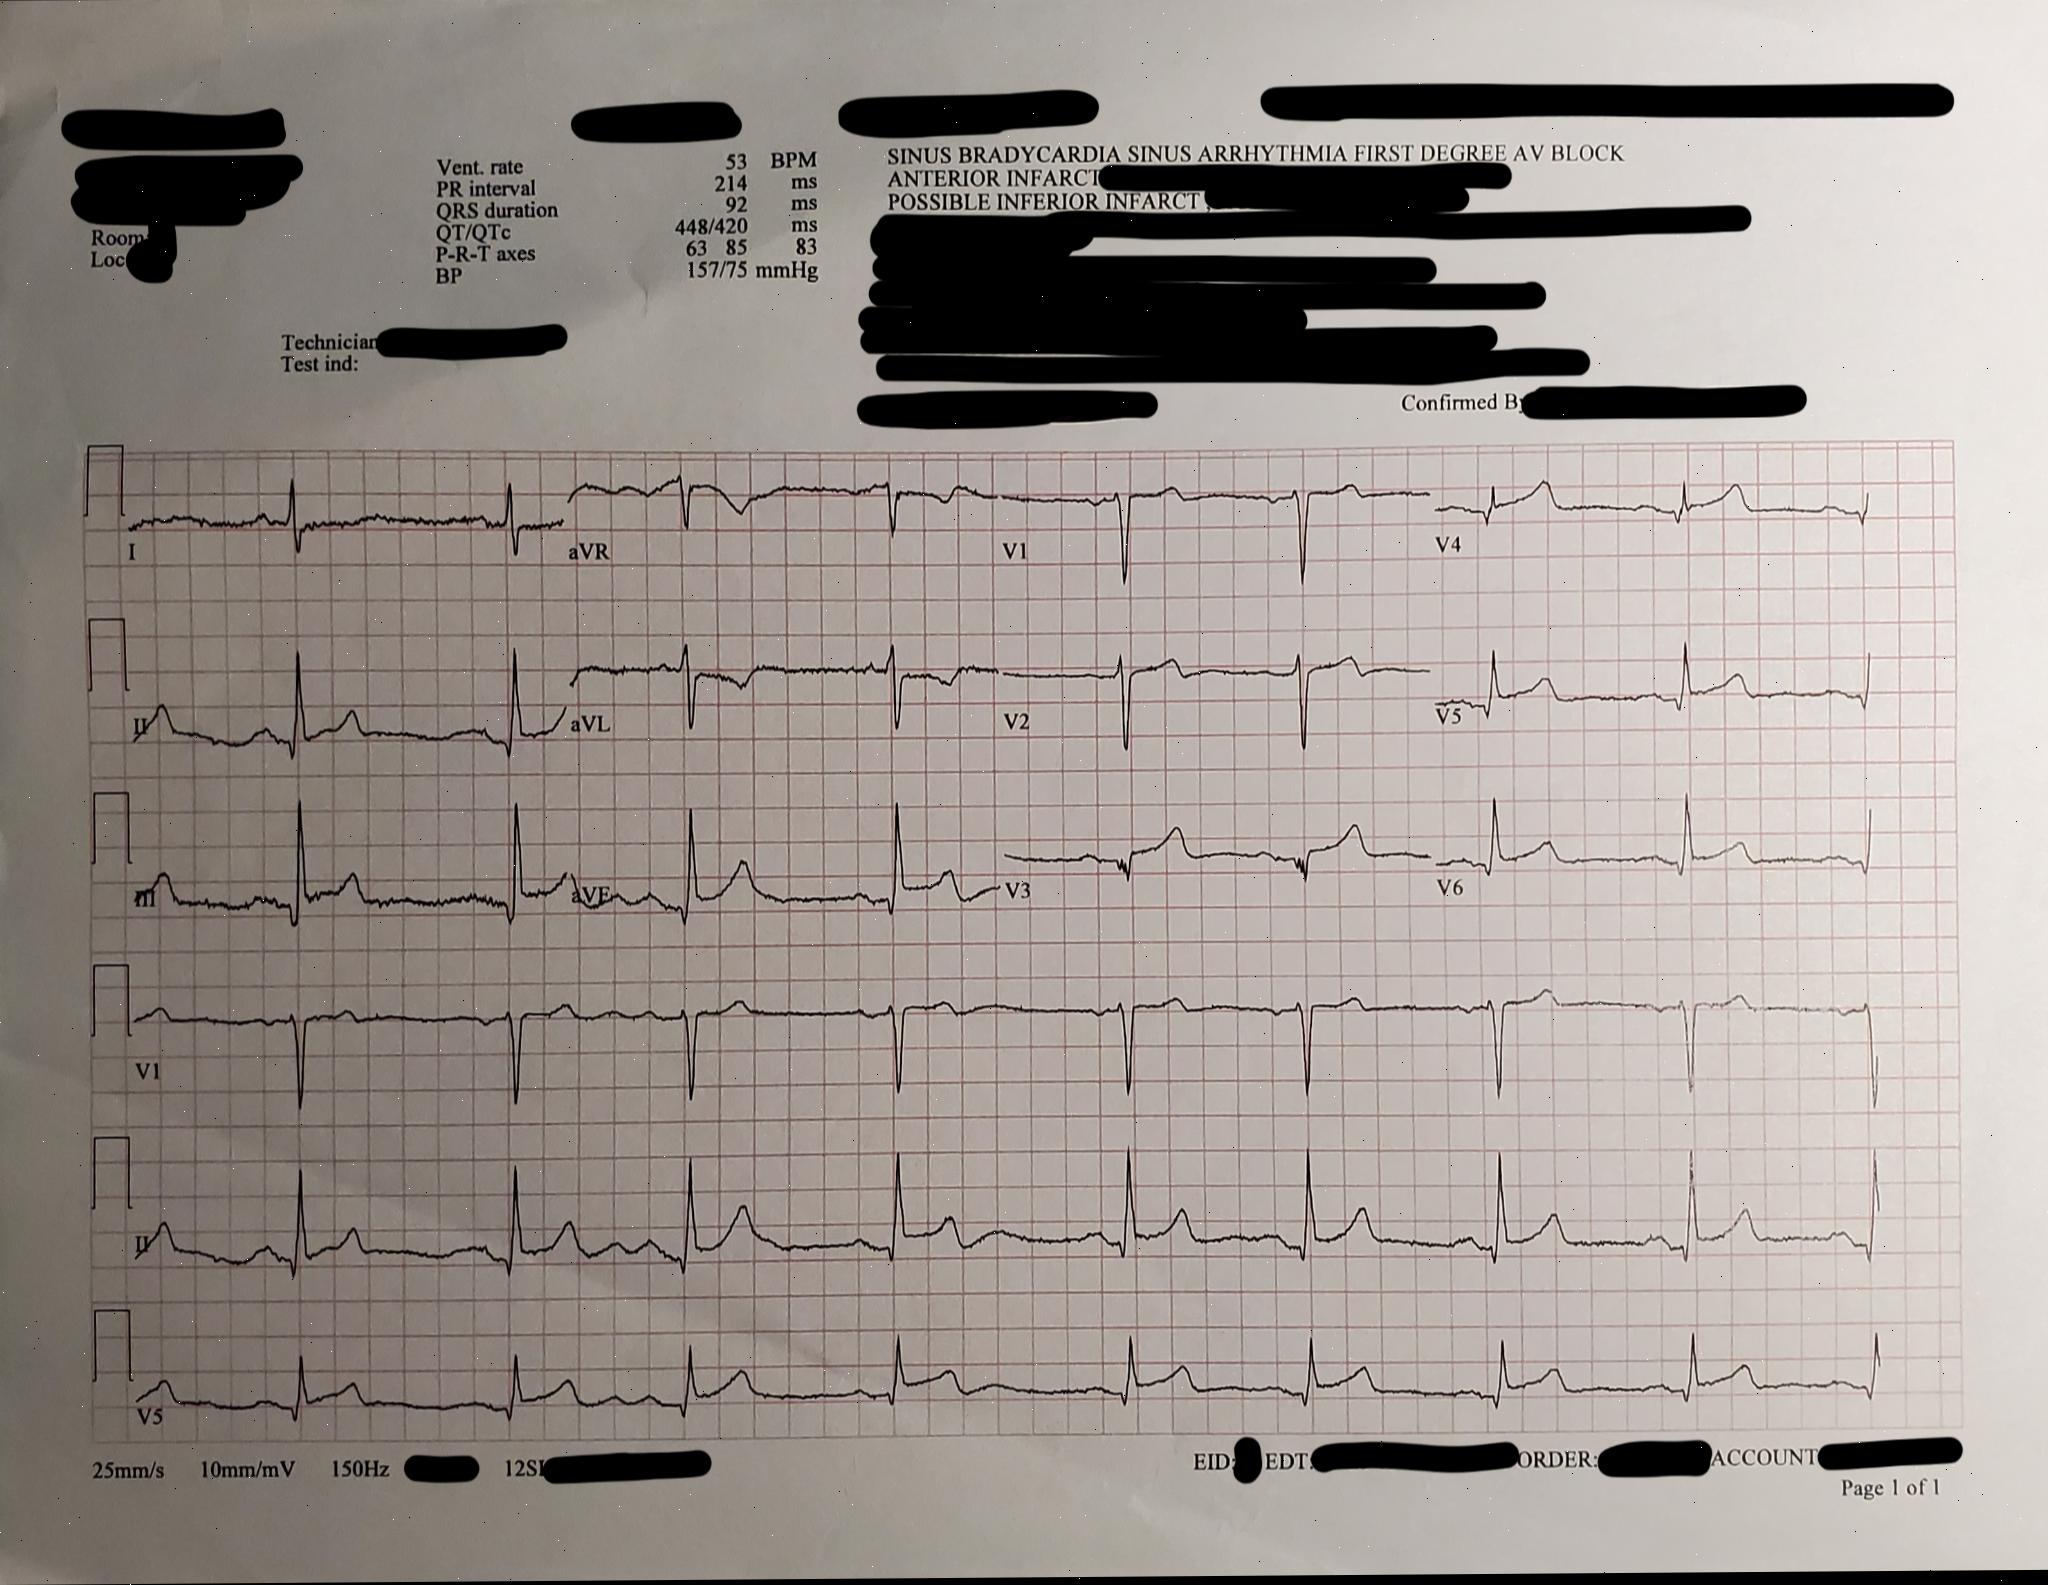 Vent. rate 53 BPM
PR interval 214 ms
QRS duration 92 ms
QT/QTc 448/420 ms
P-R-T axes 63 85 83
BP 157/75 mmHg
SINUS BRADYCARDIA SINUS ARRHYTHMIA FIRST DEGREE AV BLOCK
ANTERIOR INFARCT
POSSIBLE INFERIOR INFARCT ,
Room
Loc
Technician
Test ind:
Confirmed By
I aVR V1 V4
II aVL V2 V5
III aVF V3 V6
V1
II
V5
25mm/s 10mm/mV 150Hz 12SL
EID: EDT: ORDER: ACCOUNT
Page 1 of 1